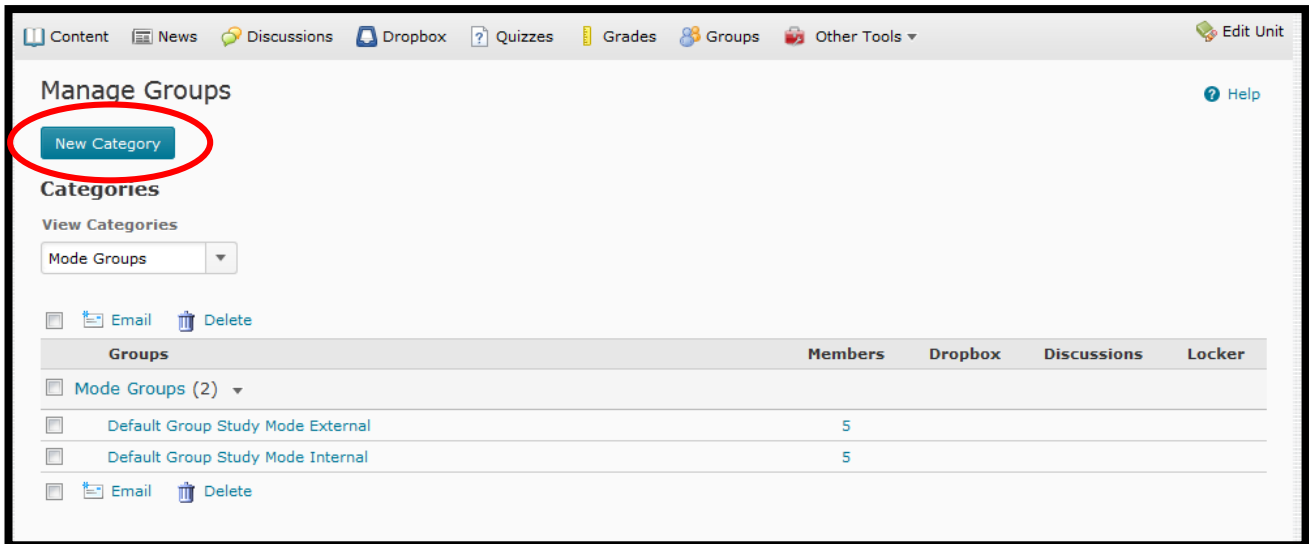 Content News Discussions Dropbox Quizzes Grades Groups Other Tools Edit Unit
Manage Groups
Help
New Category
Categories
View Categories
Mode Groups
Email Delete
Groups Members Dropbox Discussions Locker
Mode Groups (2)
Default Group Study Mode External 5
Default Group Study Mode Internal 5
Email Delete